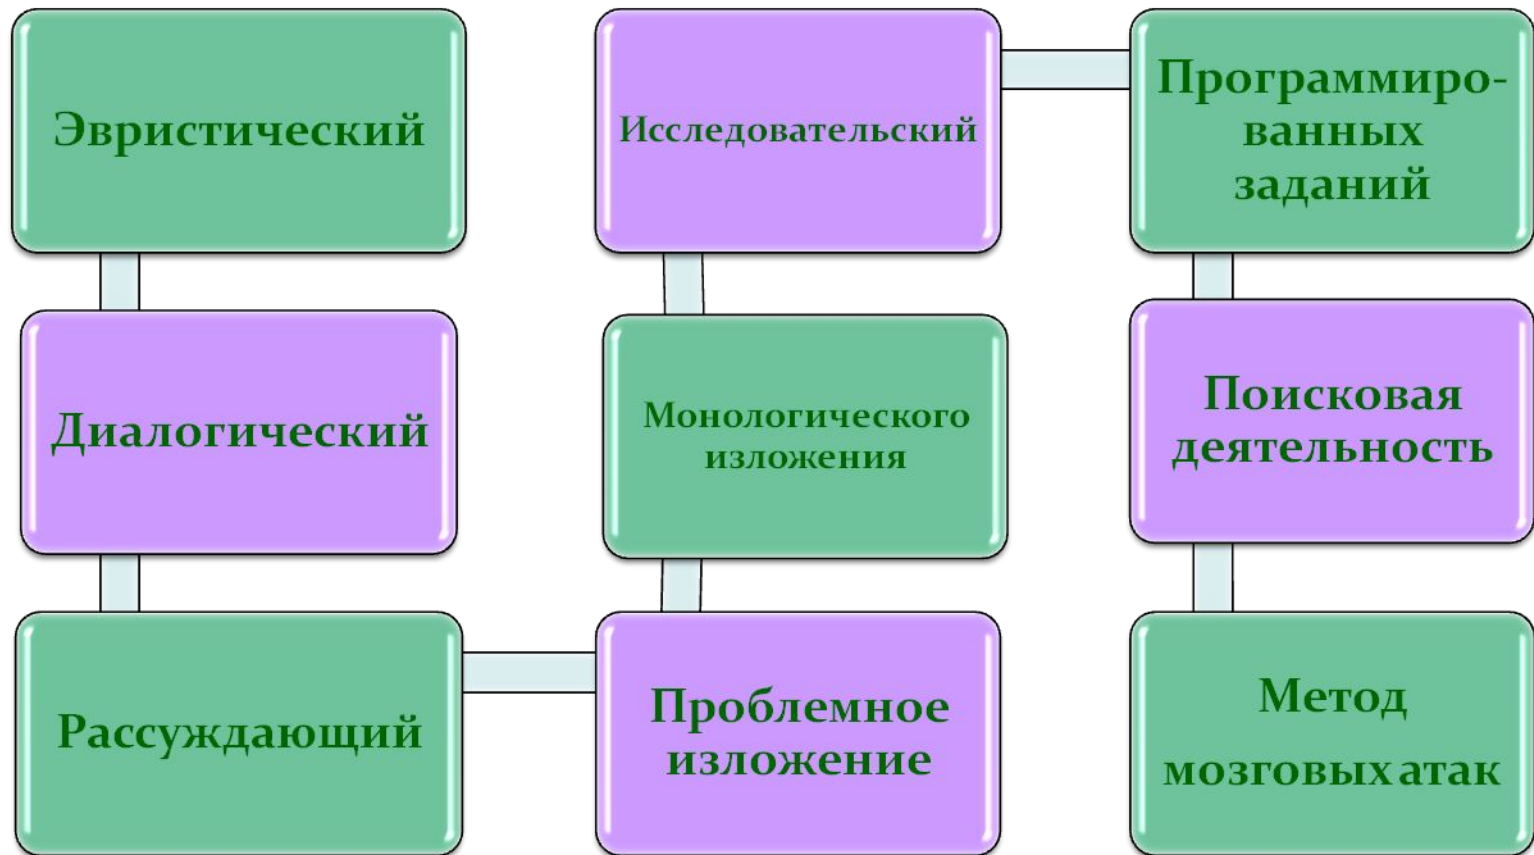 Эвристический
Диалогический
Рассуждающий
Проблемное
изложение
Монологического
изложения
Исследовательский
Программиро-
ванных
заданий
Поисковая
деятельность
Метод
мозговых атак